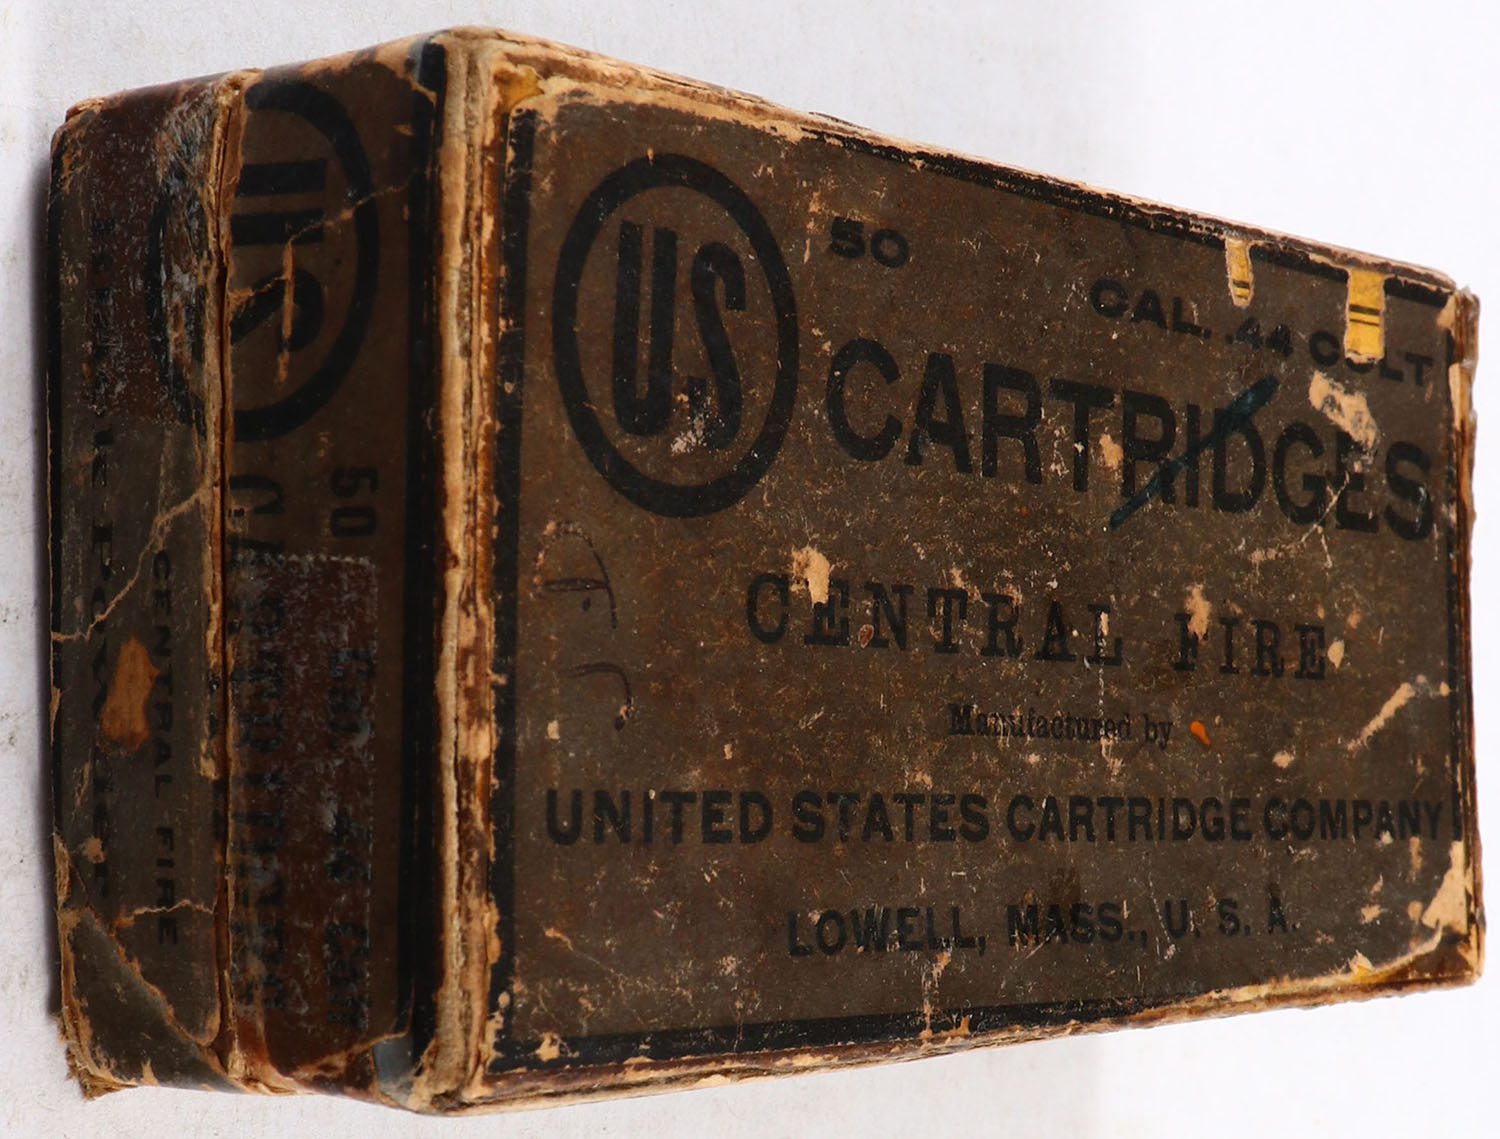 US
50
CAL. .44 COLT
CARTRIDGES
CENTRAL FIRE
Manufactured by
UNITED STATES CARTRIDGE COMPANY
LOWELL, MASS., U. S. A.
US
50
Cal. .44 Colt
CENTRAL FIRE